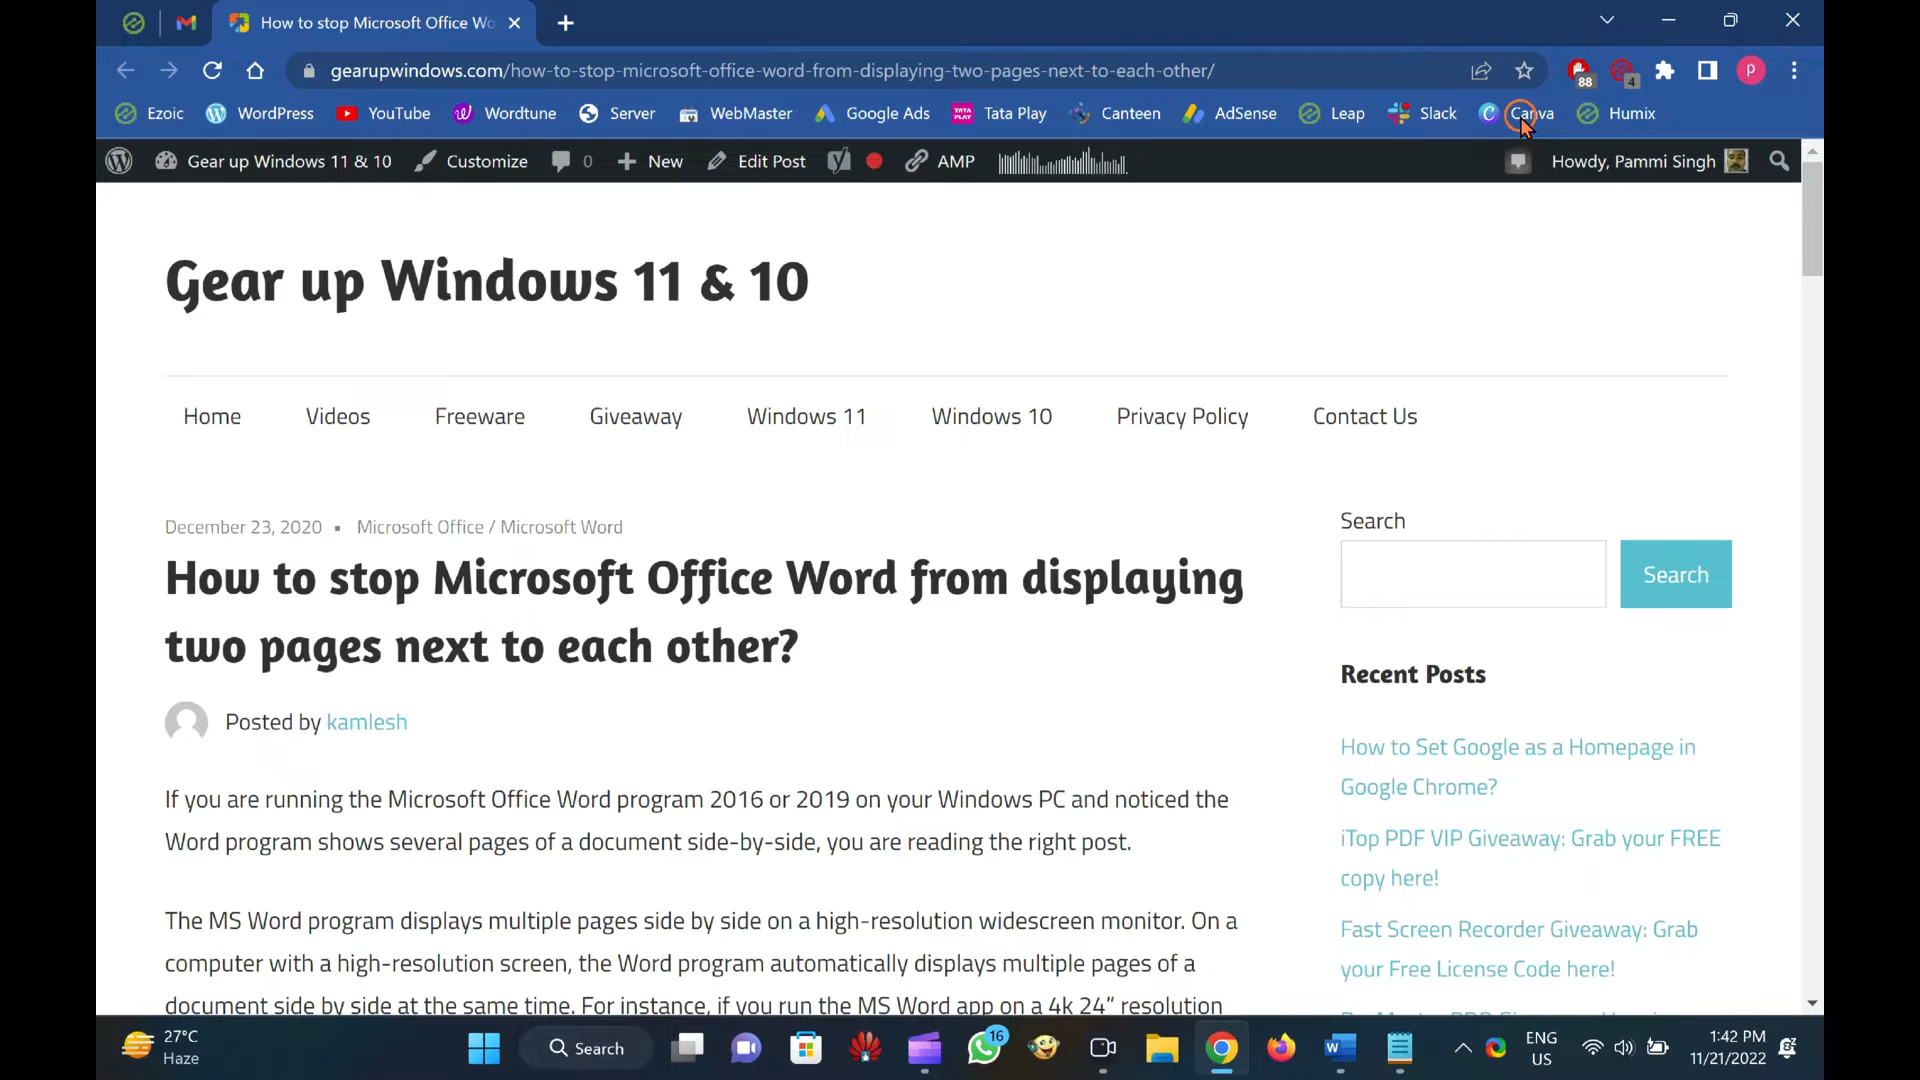 How to stop Microsoft Office Wo
gearupwindows.com/how-to-stop-microsoft-office-word-from-displaying-two-pages-next-to-each-other/
88
4
P
Ezoic WordPress YouTube Wordtune Server WebMaster Google Ads TATA PLAY Tata Play Canteen AdSense Leap Slack Canva Humix
Gear up Windows 11 & 10 Customize 0 New Edit Post AMP Howdy, Pammi Singh
Gear up Windows 11 & 10
Home Videos Freeware Giveaway Windows 11 Windows 10 Privacy Policy Contact Us
December 23, 2020 ▪ Microsoft Office / Microsoft Word
How to stop Microsoft Office Word from displaying
two pages next to each other?
Posted by kamlesh
If you are running the Microsoft Office Word program 2016 or 2019 on your Windows PC and noticed the
Word program shows several pages of a document side-by-side, you are reading the right post.
The MS Word program displays multiple pages side by side on a high-resolution widescreen monitor. On a
computer with a high-resolution screen, the Word program automatically displays multiple pages of a
document side by side at the same time. For instance, if you run the MS Word app on a 4k 24” resolution
Search
Search
Recent Posts
How to Set Google as a Homepage in
Google Chrome?
iTop PDF VIP Giveaway: Grab your FREE
copy here!
Fast Screen Recorder Giveaway: Grab
your Free License Code here!
27°C
Haze
Search
16
ENG
US
1:42 PM
11/21/2022